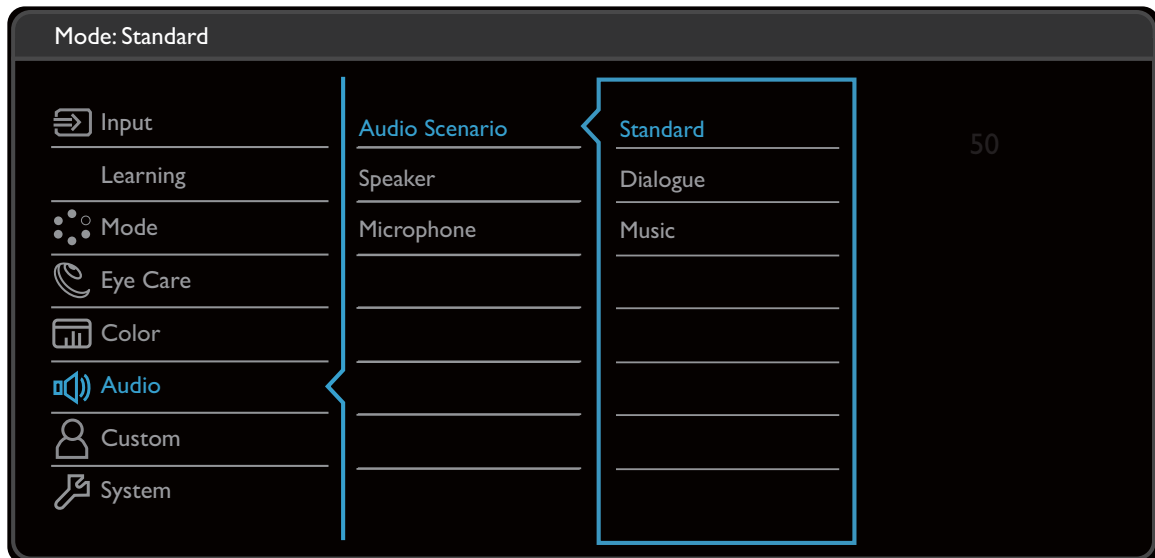 Mode: Standard
Input
Learning
Mode
Eye Care
Color
Audio
Custom
System
Audio Scenario
Speaker
Microphone
Standard
Dialogue
Music
50